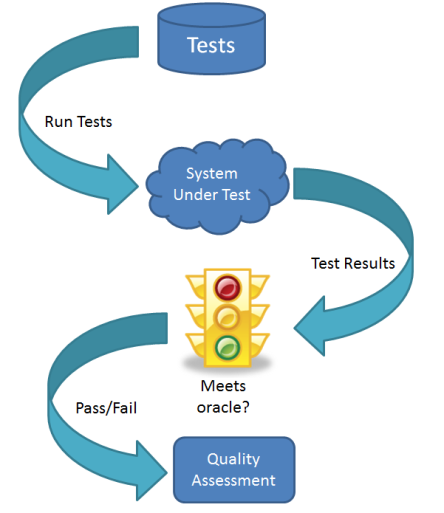 Tests
Run Tests
System
Under Test
Test Results
Meets
oracle?
Pass/Fail
Quality
Assessment